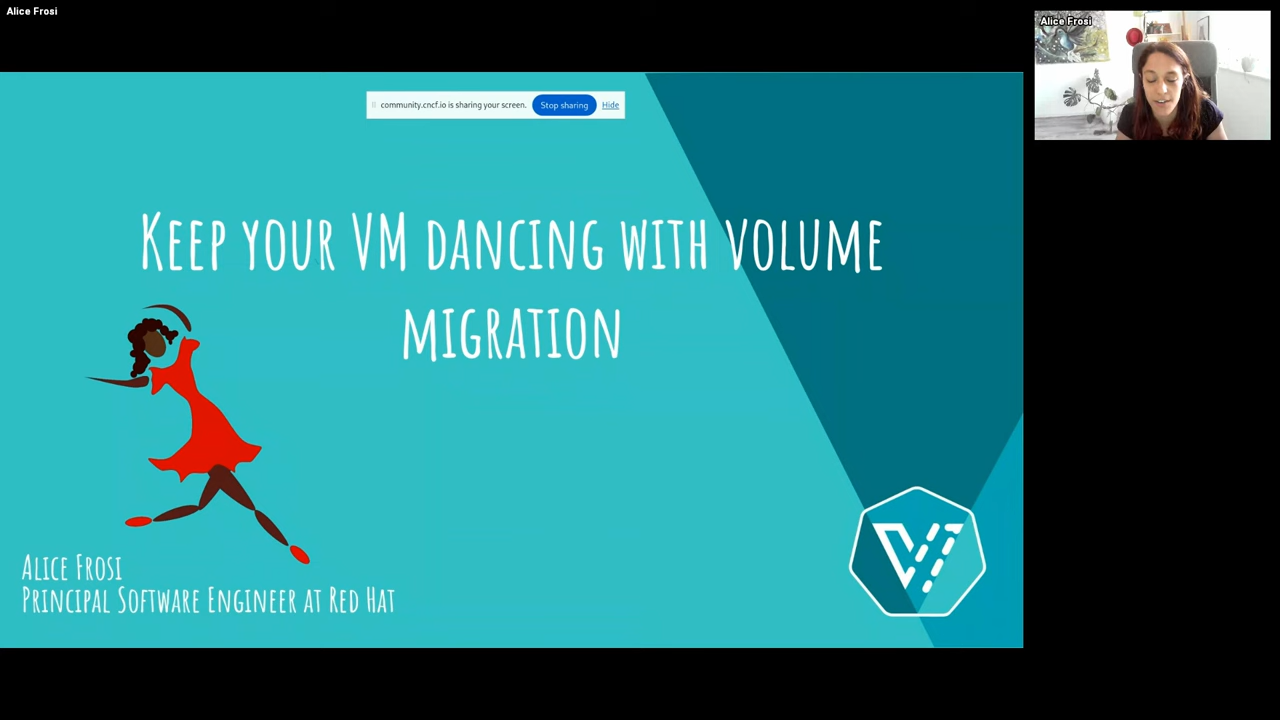 Alice Frosi
Alice Frosi
community.cncf.io is sharing your screen. Stop sharing Hide
Keep your VM dancing with volume
migration
Alice Frosi
Principal Software Engineer at Red Hat